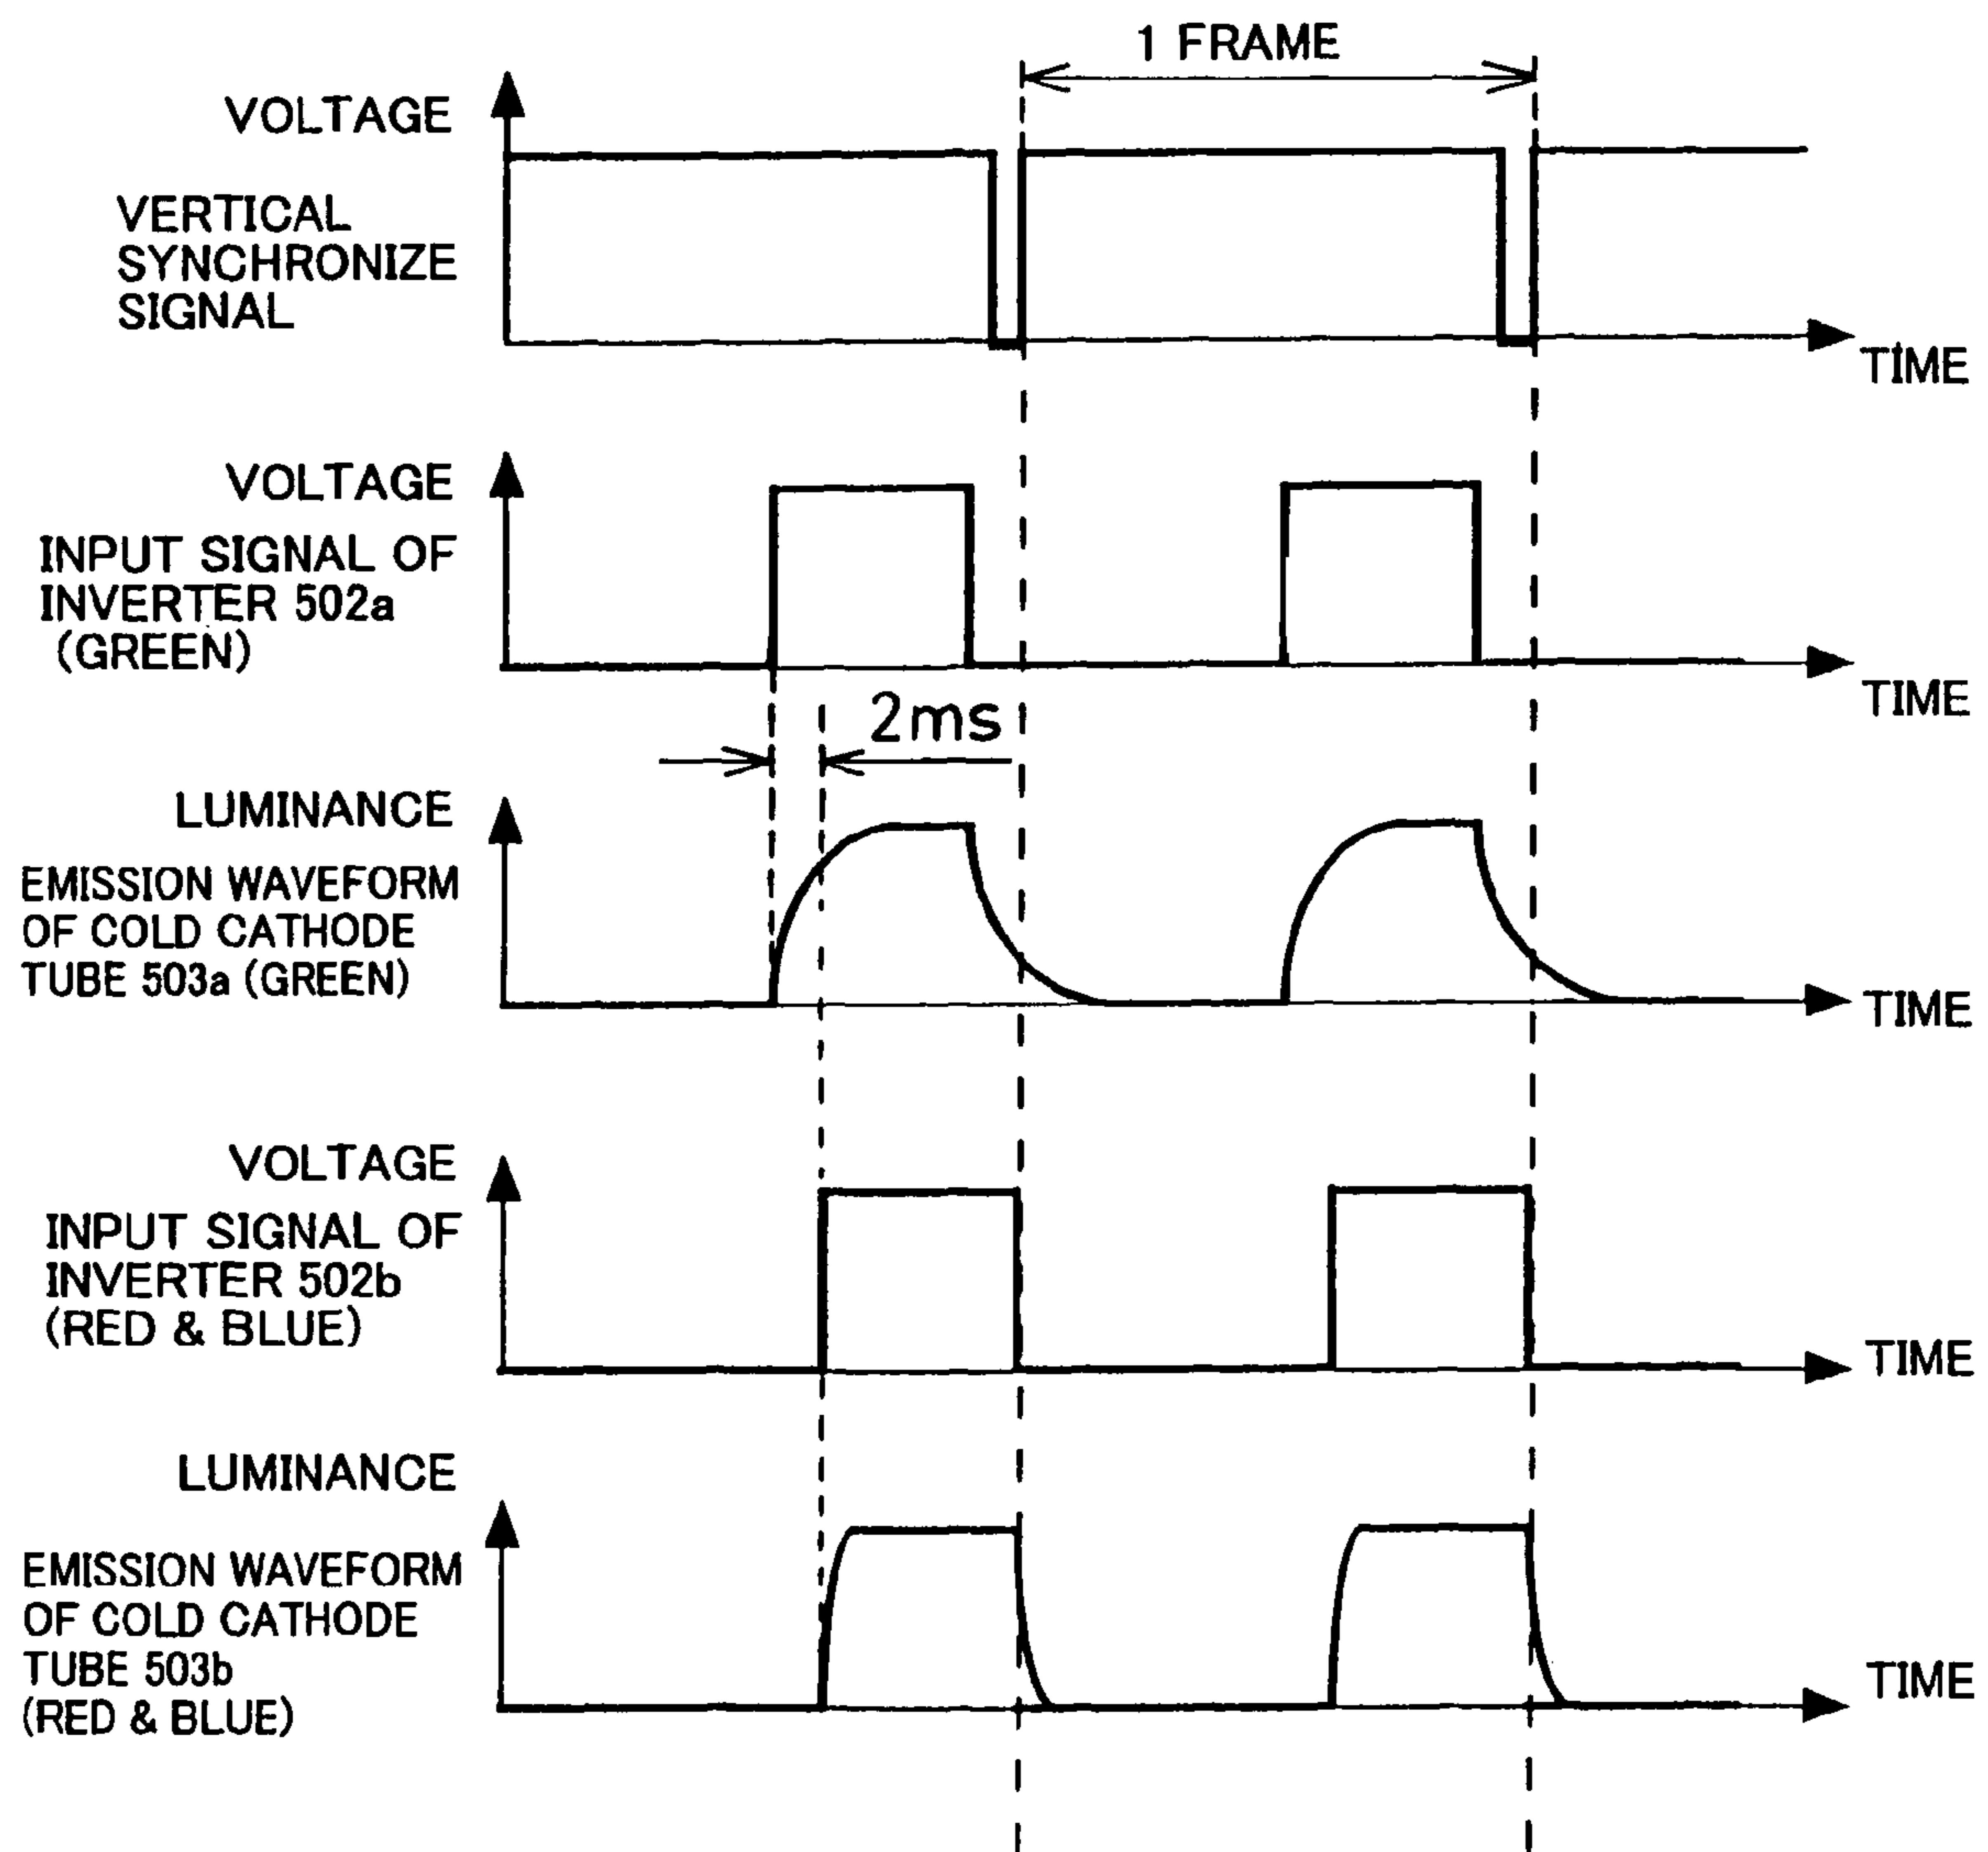 1 FRAME
VOLTAGE
VERTICAL
SYNCHRONIZE
SIGNAL
TIME
VOLTAGE
INPUT SIGNAL OF
INVERTER 502a
(GREEN)
TIME
2ms
LUMINANCE
EMISSION WAVEFORM
OF COLD CATHODE
TUBE 503a (GREEN)
TIME
VOLTAGE
INPUT SIGNAL OF
INVERTER 502b
(RED & BLUE)
TIME
LUMINANCE
EMISSION WAVEFORM
OF COLD CATHODE
TUBE 503b
(RED & BLUE)
TIME